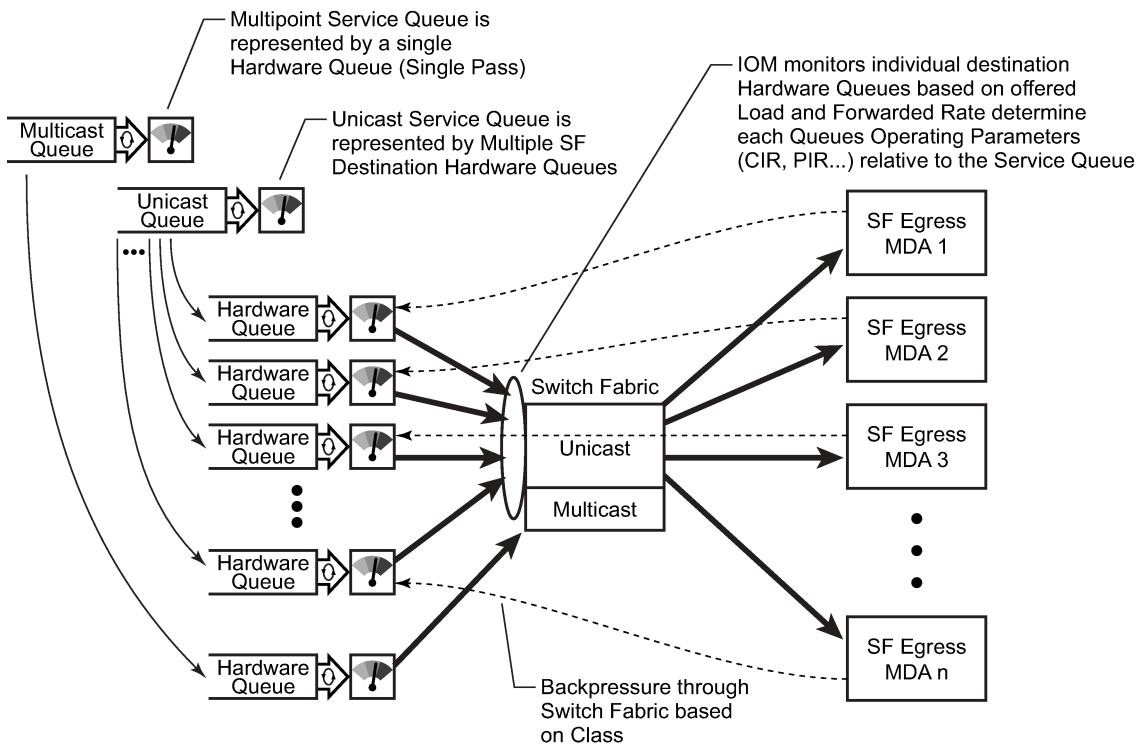 Multipoint Service Queue is
represented by a single
Hardware Queue (Single Pass)
IOM monitors individual destination
Hardware Queues based on offered
Load and Forwarded Rate determine
each Queues Operating Parameters
(CIR, PIR...) relative to the Service Queue
Multicast
Queue
Unicast Service Queue is
represented by Multiple SF
Destination Hardware Queues
Unicast
Queue
SF Egress
MDA 1
Hardware
Queue
SF Egress
MDA 2
Hardware
Queue
Switch Fabric
Unicast
Multicast
Hardware
Queue
SF Egress
MDA 3
Hardware
Queue
Hardware
Queue
SF Egress
MDA n
Backpressure through
Switch Fabric based
on Class